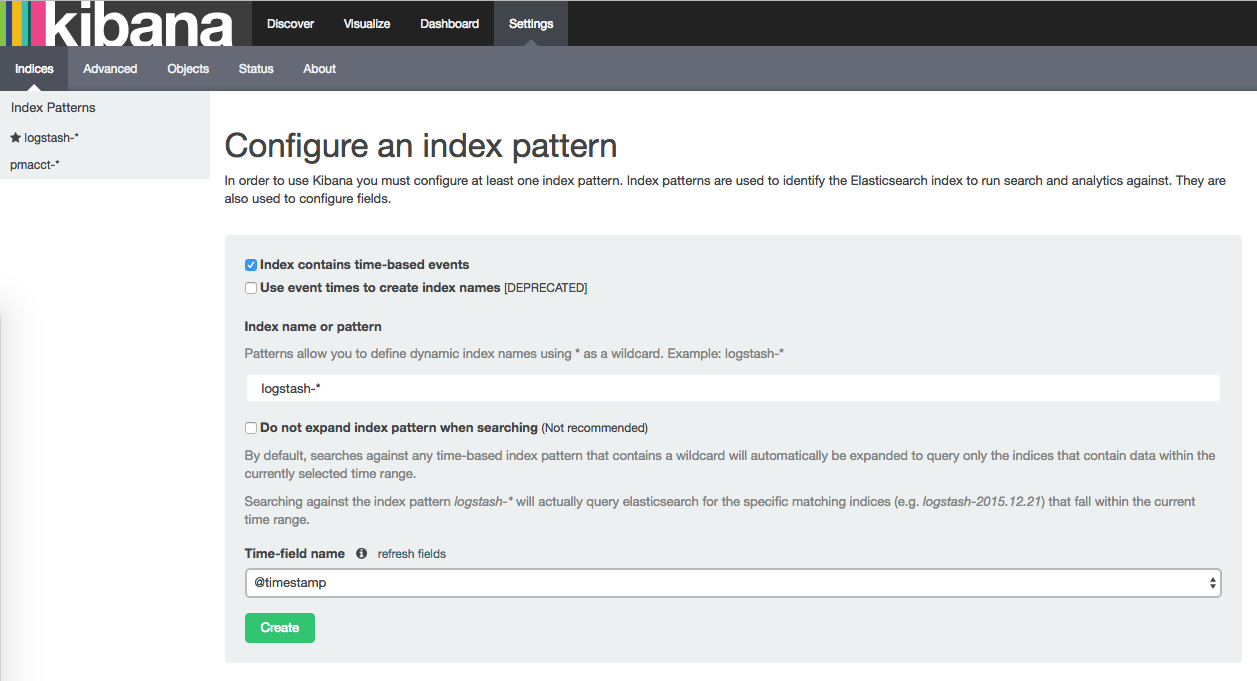 kibana
Discover
Visualize
Dashboard
Settings
Indices
Advanced
Objects
Status
About
Index Patterns
logstash-*
pmacct-*
Configure an index pattern
In order to use Kibana you must configure at least one index pattern. Index patterns are used to identify the Elasticsearch index to run search and analytics against. They are
also used to configure fields.
Index contains time-based events
Use event times to create index names [DEPRECATED]
Index name or pattern
Patterns allow you to define dynamic index names using * as a wildcard. Example: logstash-*
logstash-*
Do not expand index pattern when searching (Not recommended)
By default, searches against any time-based index pattern that contains a wildcard will automatically be expanded to query only the indices that contain data within the
currently selected time range.
Searching against the index pattern logstash-* will actually query elasticsearch for the specific matching indices (e.g. logstash-2015.12.21) that fall within the current
time range.
Time-field name refresh fields
@timestamp
Create